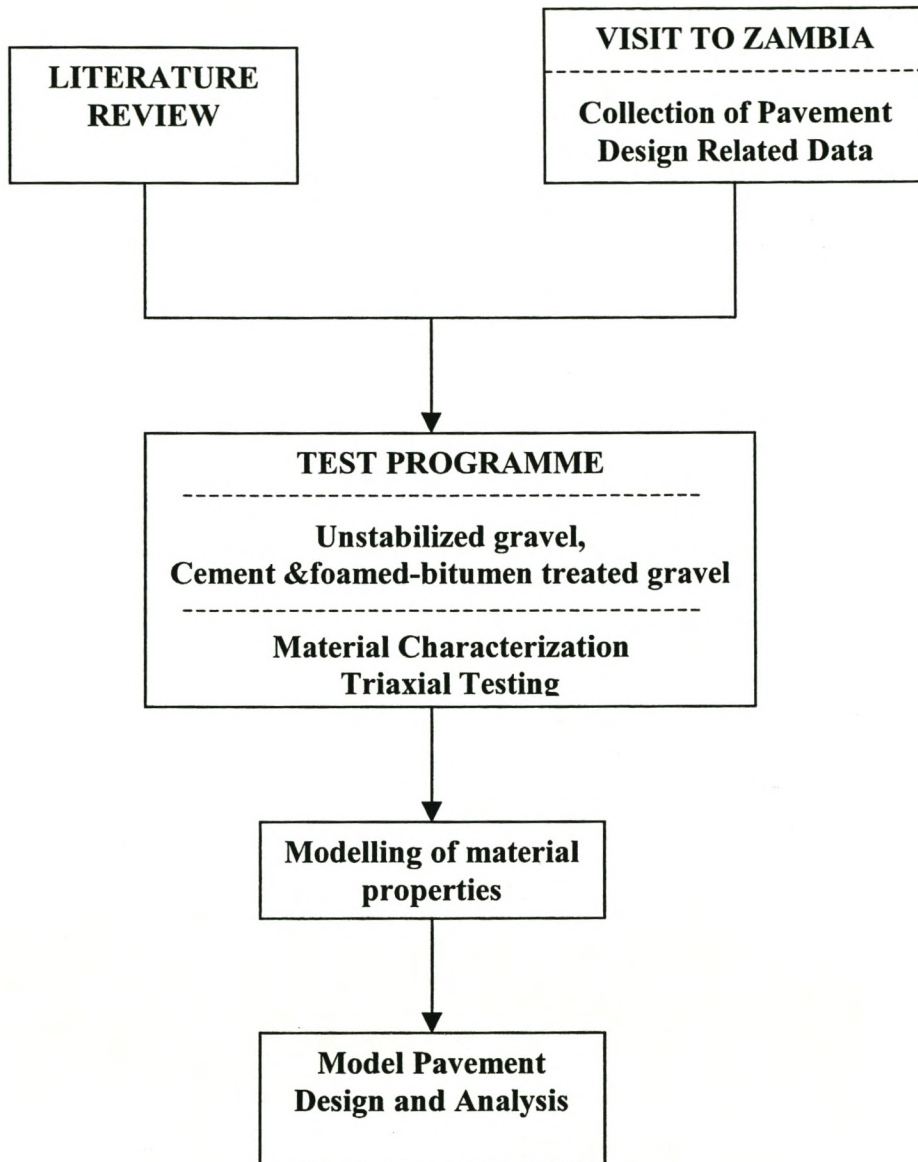 LITERATURE
REVIEW
VISIT TO ZAMBIA
Collection of Pavement
Design Related Data
TEST PROGRAMME
Unstabilized gravel,
Cement &foamed-bitumen treated gravel
Material Characterization
Triaxial Testing
Modelling of material
properties
Model Pavement
Design and Analysis